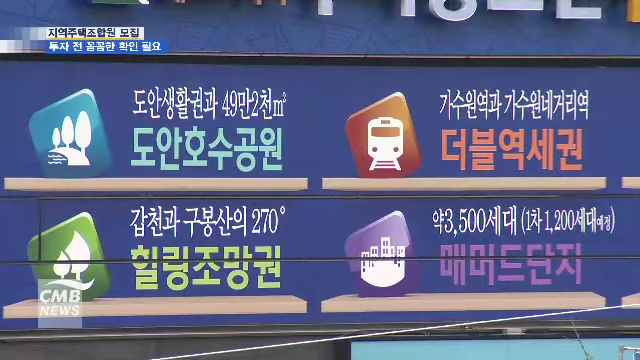 지역주택조합원 모집
투자 전 꼼꼼한 확인 필요
도안생활권과 49만2천㎡
도안호수공원
가수원역과 가수원네거리역
더블역세권
갑천과 구봉산의 270°
힐링조망권
약3,500세대 (1차 1,200세대예정)
매머드단지
CMB
NEWS